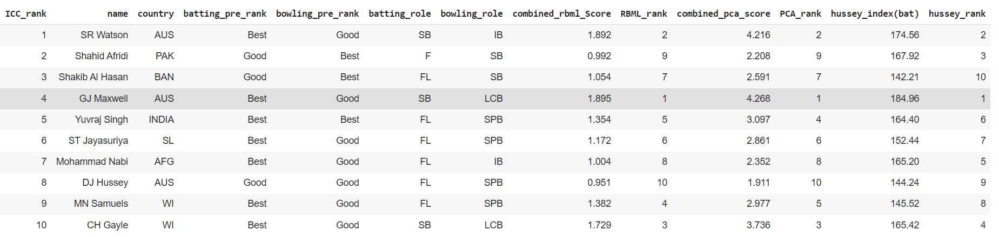 ICC_rank name country batting_pre_rank bowling_pre_rank batting_role bowling_role combined_rbml_Score RBML_rank combined_pca_score PCA_rank hussey_index(bat) hussey_rank
1 SR Watson AUS Best Good SB IB 1.892 2 4.216 2 174.56 2
2 Shahid Afridi PAK Good Best F SB 0.992 9 2.208 9 167.92 3
3 Shakib Al Hasan BAN Good Best FL SB 1.054 7 2.591 7 142.21 10
4 GJ Maxwell AUS Best Good SB LCB 1.895 1 4.268 1 184.96 1
5 Yuvraj Singh INDIA Best Best FL SPB 1.354 5 3.097 4 164.40 6
6 ST Jayasuriya SL Best Good FL SPB 1.172 6 2.861 6 152.44 7
7 Mohammad Nabi AFG Best Good FL IB 1.004 8 2.352 8 165.20 5
8 DJ Hussey AUS Good Good FL SPB 0.951 10 1.911 10 144.24 9
9 MN Samuels WI Best Good FL SPB 1.382 4 2.977 5 145.52 8
10 CH Gayle WI Best Good SB LCB 1.729 3 3.736 3 165.42 4